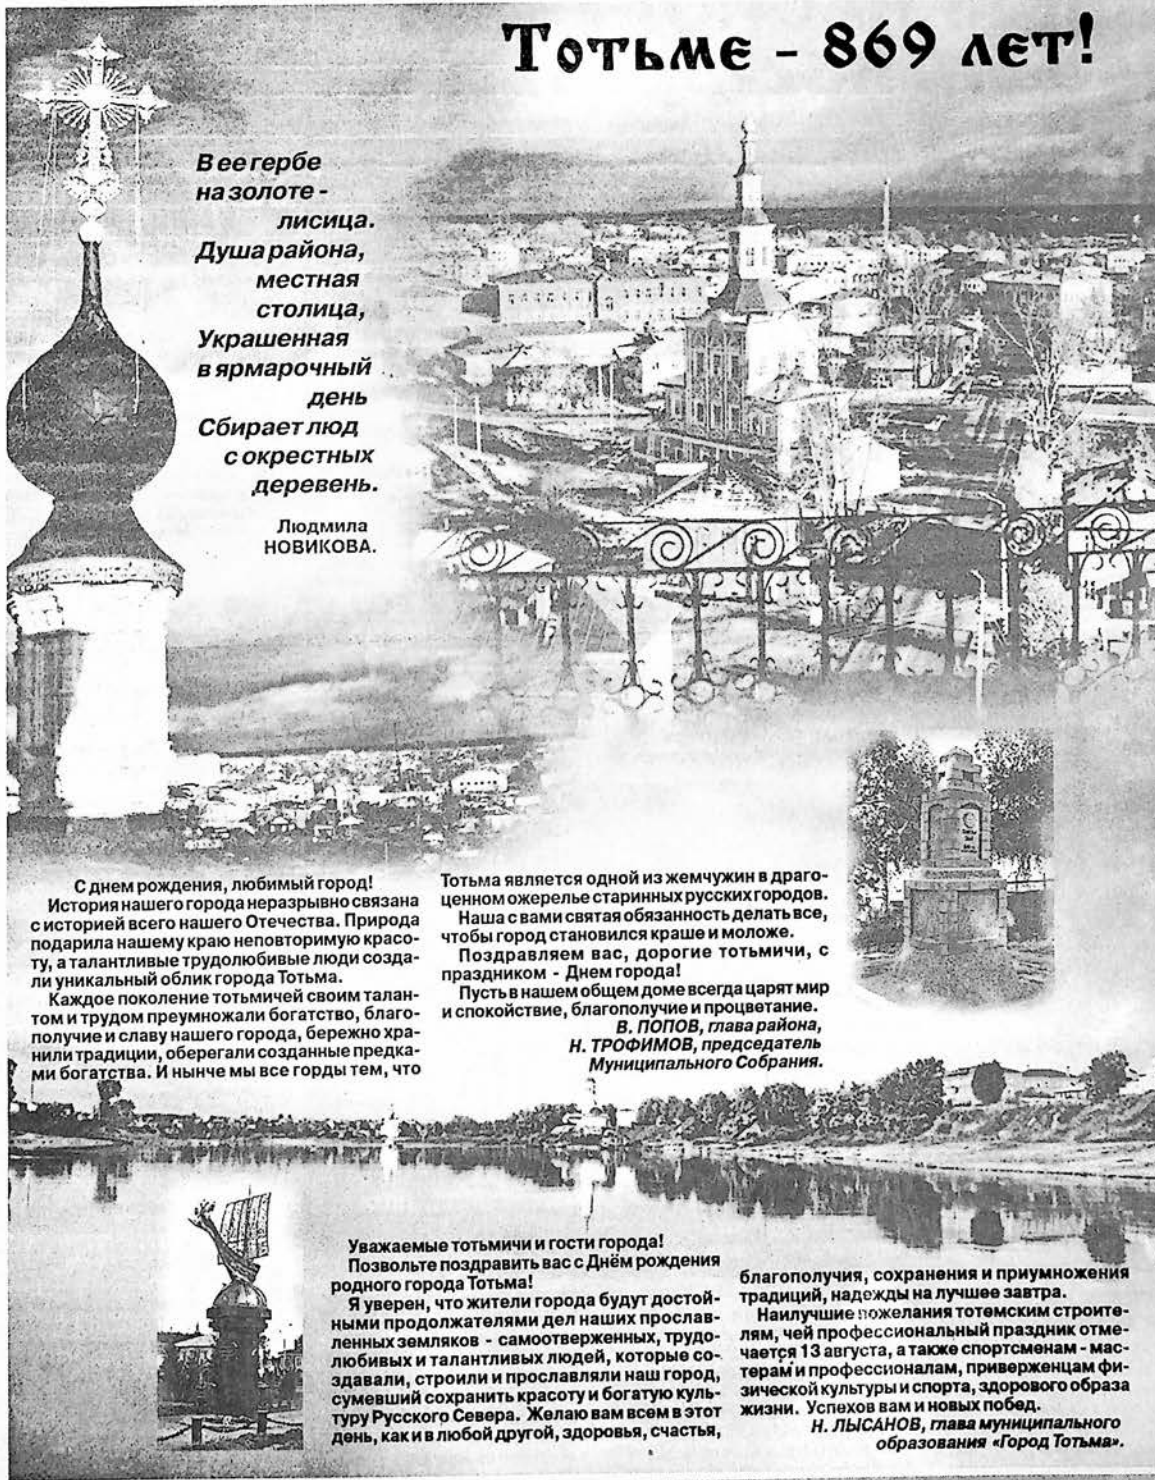 Тотьме - 869 лет!
В ее гербе
на золоте -
лисица.
Душа района,
местная
столица,
Украшенная
в ярмарочный
день
Сбирает люд
с окрестных
деревень.
Людмила
НОВИКОВА.
С днем рождения, любимый город!
История нашего города неразрывно связана
с историей всего нашего Отечества. Природа
подарила нашему краю неповторимую красо-
ту, а талантливые трудолюбивые люди созда-
ли уникальный облик города Тотьма.
Каждое поколение тотьмичей своим талан-
том и трудом преумножали богатство, благо-
получие и славу нашего города, бережно хра-
нили традиции, оберегали созданные предка-
ми богатства. И нынче мы все горды тем, что
Тотьма является одной из жемчужин в драго-
ценном ожерелье старинных русских городов.
Наша с вами святая обязанность делать все,
чтобы город становился краше и моложе.
Поздравляем вас, дорогие тотьмичи, с
праздником - Днем города!
Пусть в нашем общем доме всегда царят мир
и спокойствие, благополучие и процветание.
В. ПОПОВ, глава района,
Н. ТРОФИМОВ, председатель
Муниципального Собрания.
Уважаемые тотьмичи и гости города!
Позвольте поздравить вас с Днём рождения
родного города Тотьма!
Я уверен, что жители города будут достой-
ными продолжателями дел наших прослав-
ленных земляков - самоотверженных, трудо-
любивых и талантливых людей, которые со-
здавали, строили и прославляли наш город,
сумевший сохранить красоту и богатую куль-
туру Русского Севера. Желаю вам всем в этот
день, как и в любой другой, здоровья, счастья,
благополучия, сохранения и приумножения
традиций, надежды на лучшее завтра.
Наилучшие пожелания тотемским строите-
лям, чей профессиональный праздник отме-
чается 13 августа, а также спортсменам - мас-
терам и профессионалам, приверженцам фи-
зической культуры и спорта, здорового образа
жизни. Успехов вам и новых побед.
Н. ЛЫСАНОВ, глава муниципального
образования «Город Тотьма».